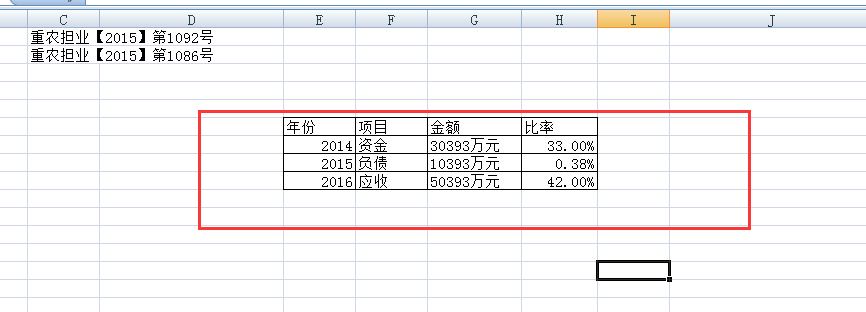 C D E F G H I J
重农担业【2015】第1092号
重农担业【2015】第1086号
年份 项目 金额 比率
2014 资金 30393万元 33.00%
2015 负债 10393万元 0.38%
2016 应收 50393万元 42.00%